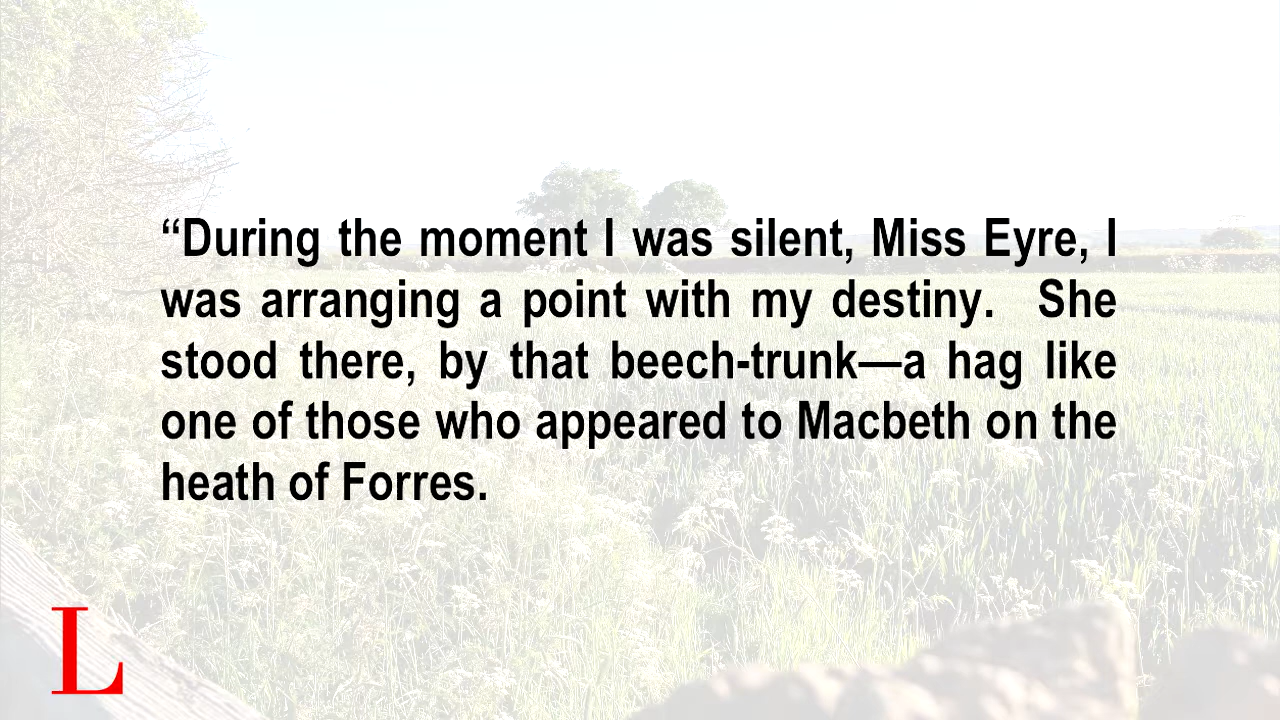 “During the moment I was silent, Miss Eyre, I
was arranging a point with my destiny.  She
stood there, by that beech-trunk—a hag like
one of those who appeared to Macbeth on the
heath of Forres.
L